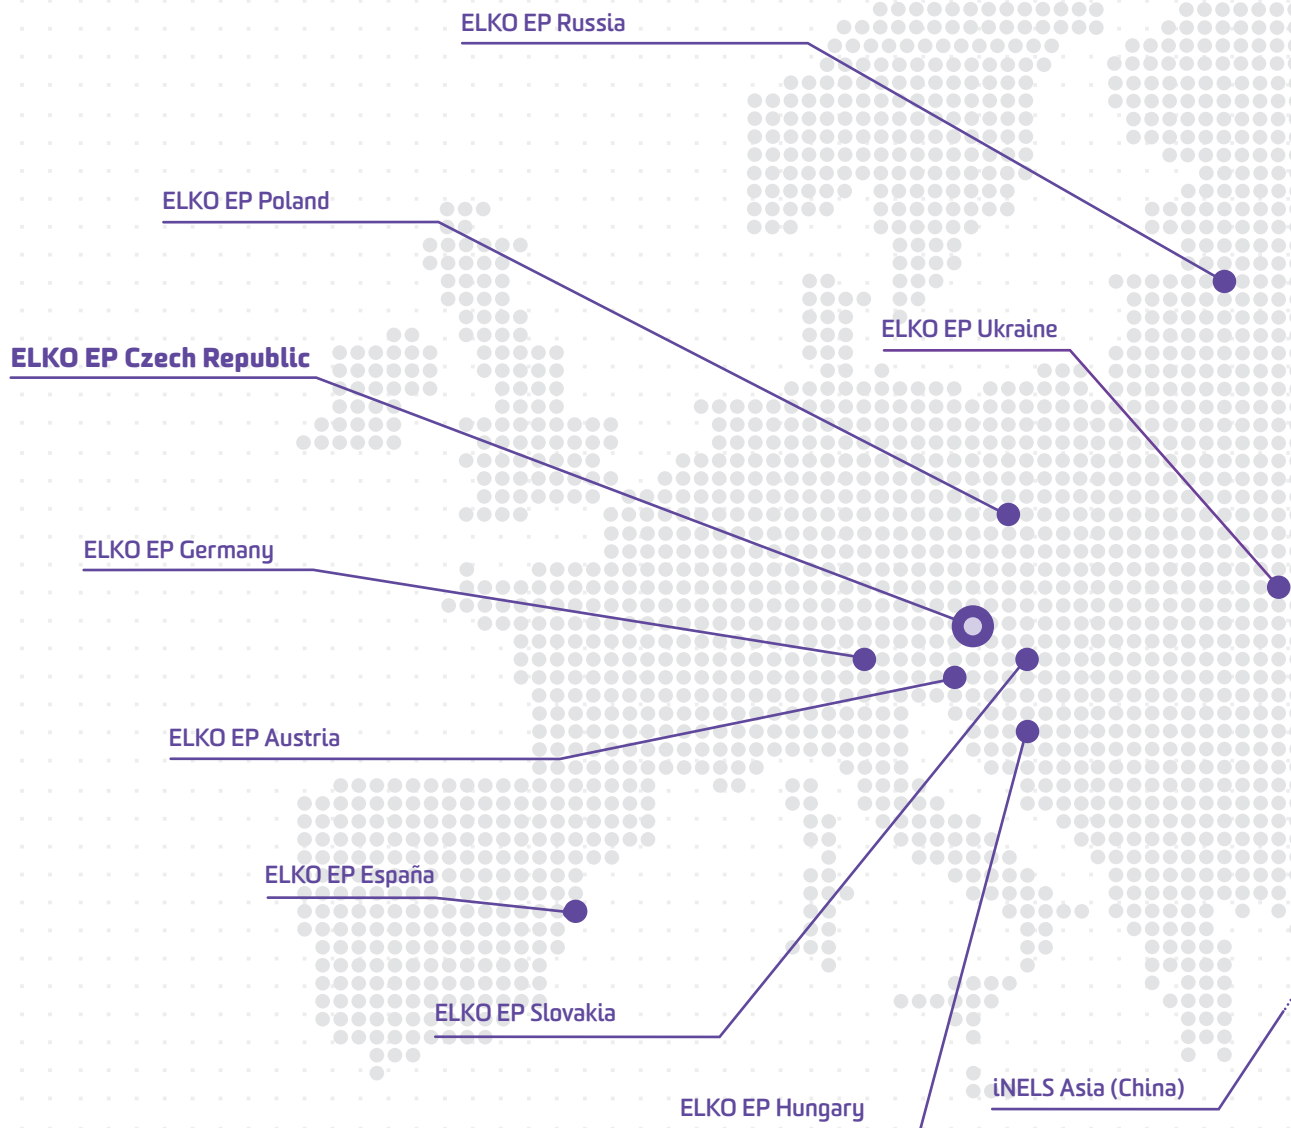 ELKO EP Russia
ELKO EP Poland
ELKO EP Ukraine
ELKO EP Czech Republic
ELKO EP Germany
ELKO EP Austria
ELKO EP España
ELKO EP Slovakia
iNELS Asia (China)
ELKO EP Hungary